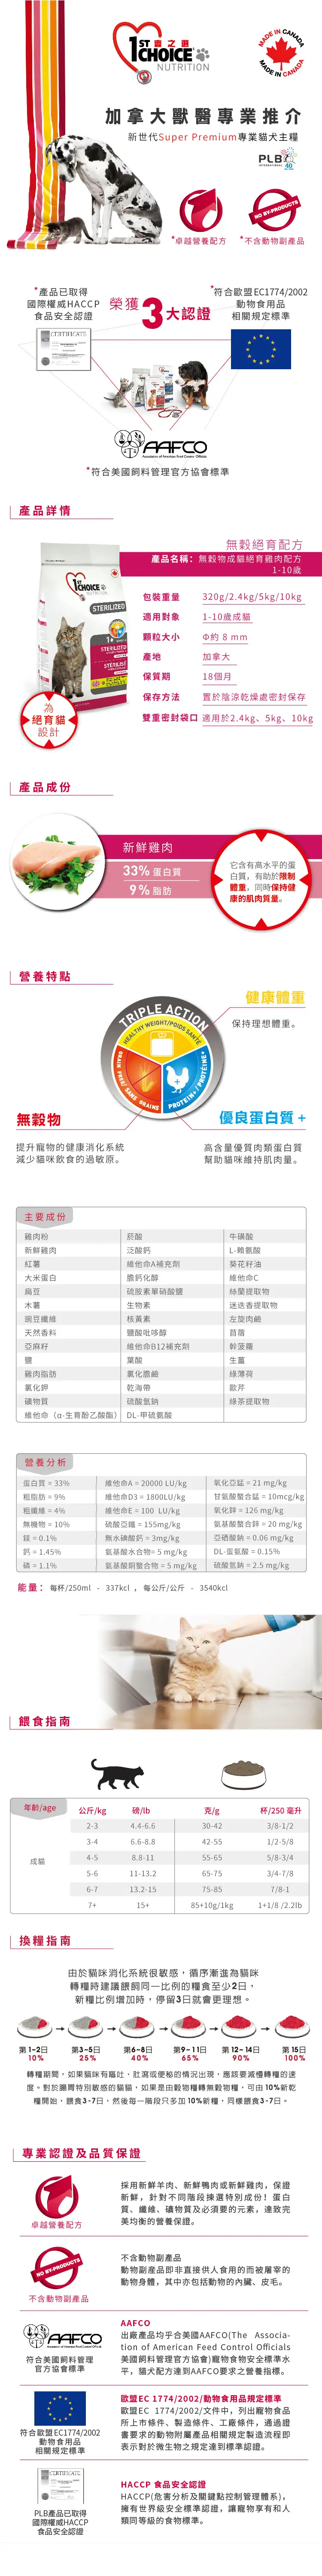 1ST 喜之選
CHOICE
NUTRITION
MADE IN CANADA
MADE IN CANADA
加拿大獸醫專業推介
新世代Super Premium專業貓犬主糧
PLB
INTERNATIONAL
40
NO BY-PRODUCTS
*卓越營養配方
*不含動物副產品
*產品已取得
國際權威HACCP
食品安全認證
榮獲3大認證
*符合歐盟EC1774/2002
動物食用品
相關規定標準
CERTIFICATE
AAFCO
Association of American Feed Control Officials
*符合美國飼料管理官方協會標準
產品詳情
無穀絕育配方
產品名稱：無穀物成貓絕育雞肉配方
1-10歲
1ST
CHOICE
NUTRITION
STERILIZED
為
絕育貓
設計
包裝重量 320g/2.4kg/5kg/10kg
適用對象 1-10歲成貓
顆粒大小 Φ約 8 mm
產地 加拿大
保質期 18個月
保存方法 置於陰涼乾燥處密封保存
雙重密封袋口 適用於2.4kg、5kg、10kg
產品成份
新鮮雞肉
33% 蛋白質
9% 脂肪
它含有高水平的蛋
白質，有助於限制
體重，同時保持健
康的肌肉質量。
營養特點
TRIPLE ACTION
HEALTHY WEIGHT/POIDS SANTÉ
GRAIN FREE/ SANS GRAINS
PROTEIN+/ PROTÉINE+
健康體重
保持理想體重。
無穀物
提升寵物的健康消化系統
減少貓咪飲食的過敏原。
優良蛋白質 +
高含量優質肉類蛋白質
幫助貓咪維持肌肉量。
主要成份
雞肉粉 菸酸 牛磺酸
新鮮雞肉 泛酸鈣 L-賴氨酸
紅薯 維他命A補充劑 葵花籽油
大米蛋白 膽鈣化醇 維他命C
扁豆 硫胺素單硝酸鹽 絲蘭提取物
木薯 生物素 迷迭香提取物
豌豆纖維 核黃素 左旋肉鹼
天然香料 鹽酸吡哆醇 苜蓿
亞麻籽 維他命B12補充劑 幹菠蘿
鹽 葉酸 生薑
雞肉脂肪 氯化膽鹼 綠薄荷
氯化鉀 乾海帶 歐芹
礦物質 硫酸氫鈉 綠茶提取物
維他命（α-生育酚乙酸酯） DL-甲硫氨酸
營養分析
蛋白質 = 33% 維他命A = 20000 LU/kg 氧化亞錳 = 21 mg/kg
粗脂肪 = 9% 維他命D3 = 1800LU/kg 甘氨酸螯合錳 = 10mcg/kg
粗纖維 = 4% 維他命E = 100 LU/kg 氧化鋅 = 126 mg/kg
無機物 = 10% 硫酸亞鐵 = 155mg/kg 氨基酸螯合鋅 = 20 mg/kg
鎂 = 0.1% 無水碘酸鈣 = 3mg/kg 亞硒酸鈉 = 0.06 mg/kg
鈣 = 1.45% 氨基酸水合物= 5 mg/kg DL-蛋氨酸 = 0.15%
磷 = 1.1% 氨基酸銅螯合物 = 5 mg/kg 硫酸氫鈉 = 2.5 mg/kg
能量： 每杯/250ml - 337kcl ， 每公斤/公斤 - 3540kcl
餵食指南
年齡/age 公斤/kg 磅/lb 克/g 杯/250 毫升
2-3 4.4-6.6 30-42 3/8-1/2
3-4 6.6-8.8 42-55 1/2-5/8
成貓 4-5 8.8-11 55-65 5/8-3/4
5-6 11-13.2 65-75 3/4-7/8
6-7 13.2-15 75-85 7/8-1
7+ 15+ 85+10g/1kg 1+1/8 /2.2lb
換糧指南
由於貓咪消化系統很敏感，循序漸進為貓咪
轉糧時建議餵飼同一比例的糧食至少2日，
新糧比例增加時，停留3日就會更理想。
第 1~2日 第3~5日 第6~8日 第9~11日 第 12~ 14日 第 15日
10% 25% 40% 65% 90% 100%
轉糧期間，如果貓咪有嘔吐、肚瀉或便秘的情況出現，應該要減慢轉糧的速
度。對於腸胃特別敏感的貓貓，如果是由穀物糧轉無穀物糧，可由 10%新乾
糧開始，餵食3-7日，然後每一階段只多加 10%新糧，同樣餵食3-7日。
專業認證及品質保證
卓越營養配方
採用新鮮羊肉、新鮮鴨肉或新鮮雞肉，保證
新鮮，針對不同階段揀選特別成份！蛋白
質、纖維、礦物質及必須要的元素，達致完
美均衡的營養保證。
NO BY-PRODUCTS
不含動物副產品
不含動物副產品
動物副產品即非直接供人食用的而被屠宰的
動物身體，其中亦包括動物的內臟、皮毛。
AAFCO
Association of American Feed Control Officials
符合美國飼料管理
官方協會標準
AAFCO
出廠產品均乎合美國AAFCO(The Associa-
tion of American Feed Control Officials
美國飼料管理官方協會)寵物食物安全標準水
平，貓犬配方達到AAFCO要求之營養指標。
符合歐盟EC1774/2002
動物食用品
相關規定標準
歐盟EC 1774/2002/動物食用品規定標準
歐盟EC 1774/2002/文件中，列出寵物食品
所上市條件、製造條件、工廠條件，通過證
書要求的動物附屬產品相關規定製造流程即
表示對於微生物之規定達到標準認證。
CERTIFICATE
PLB產品已取得
國際權威HACCP
食品安全認證
HACCP 食品安全認證
HACCP(危害分析及關鍵點控制管理體系)，
擁有世界級安全標準認證，讓寵物享有和人
類同等級的食物標準。